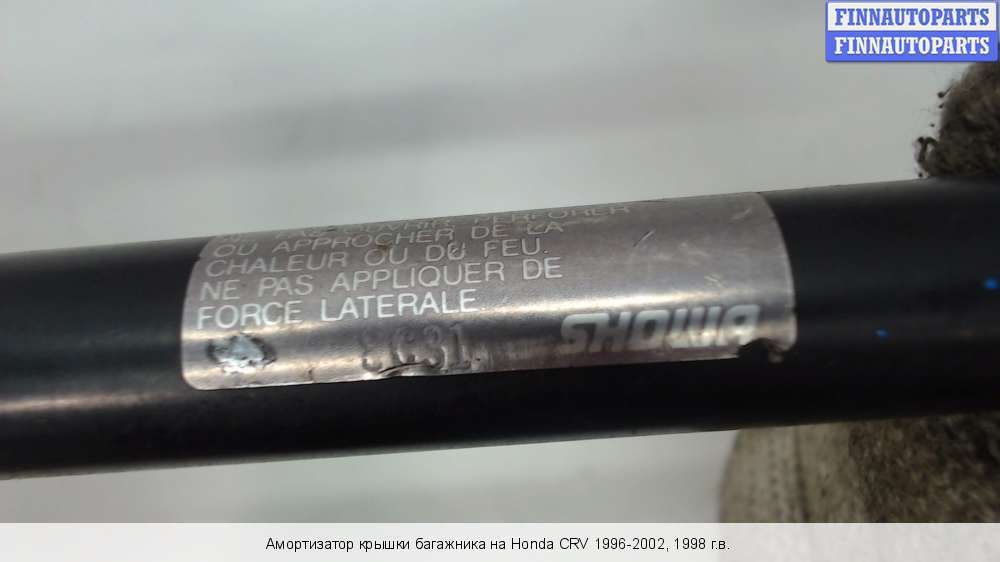 FINNAUTOPARTS
FINNAUTOPARTS
PERFORER
OU APPROCHER DE LA
CHALEUR OU DU FEU.
NE PAS APPLIQUER DE
FORCE LATERALE
SHOWA
Амортизатор крышки багажника на Honda CRV 1996-2002, 1998 г.в.